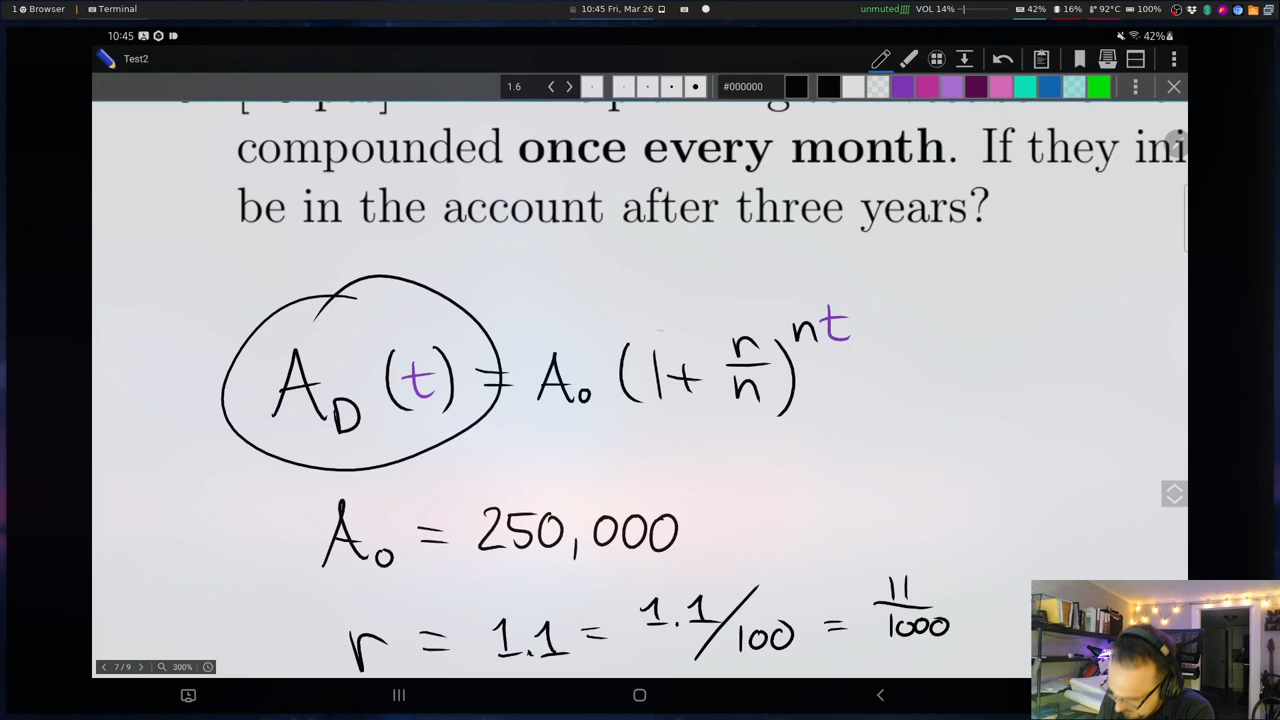 1 Browser Terminal 10:45 Fri, Mar 26 unmuted VOL 14% 42% 16% 92°C 100%
10:45 42%
Test2
1.6 #000000
compounded once every month. If they ini
be in the account after three years?
A_D (t) = A_0 (1 + r/n)^{nt}
A_0 = 250,000
r = 1.1 = 1.1/100 = 11/1000
7/9 300%